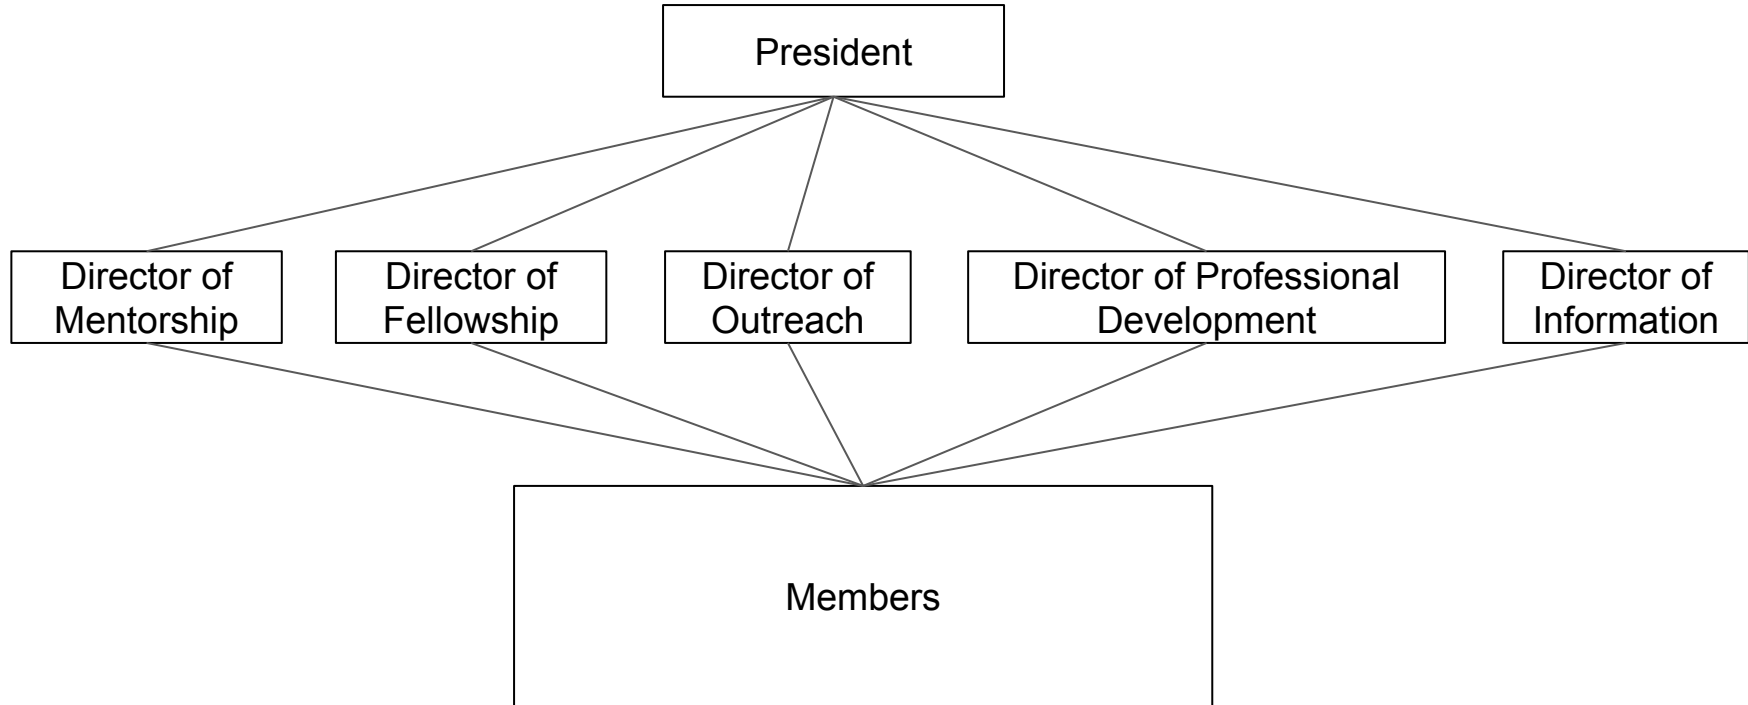 President
Director of
Mentorship
Director of
Fellowship
Director of
Outreach
Director of Professional
Development
Director of
Information
Members